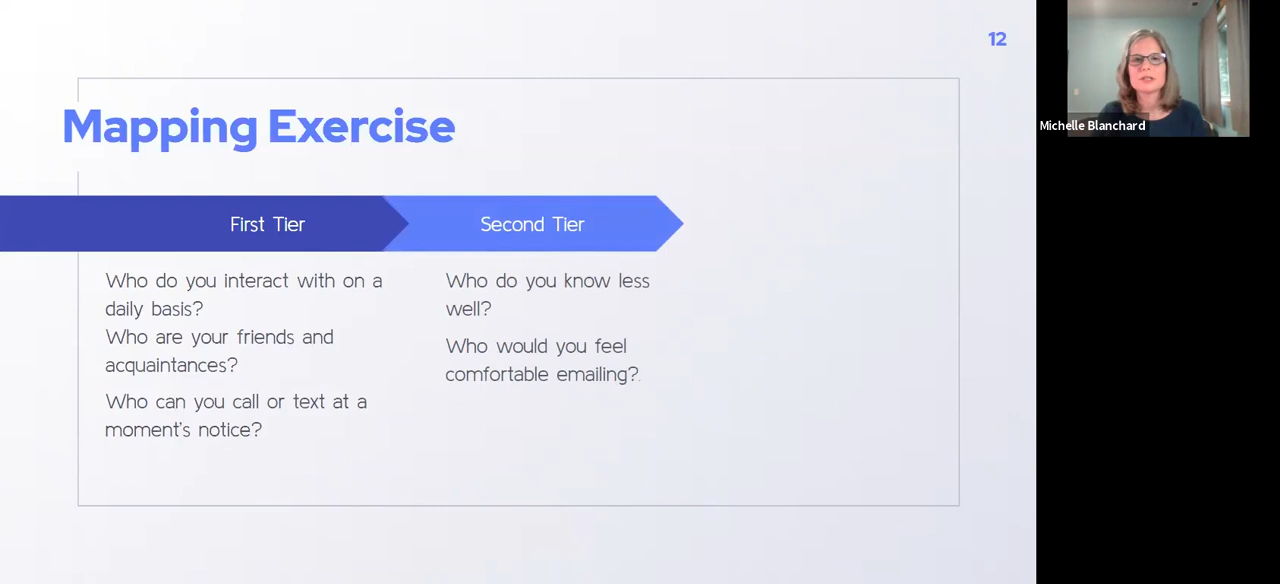 12
Mapping Exercise
First Tier
Who do you interact with on a
daily basis?
Who are your friends and
acquaintances?
Who can you call or text at a
moment's notice?
Second Tier
Who do you know less
well?
Who would you feel
comfortable emailing?.
Michelle Blanchard